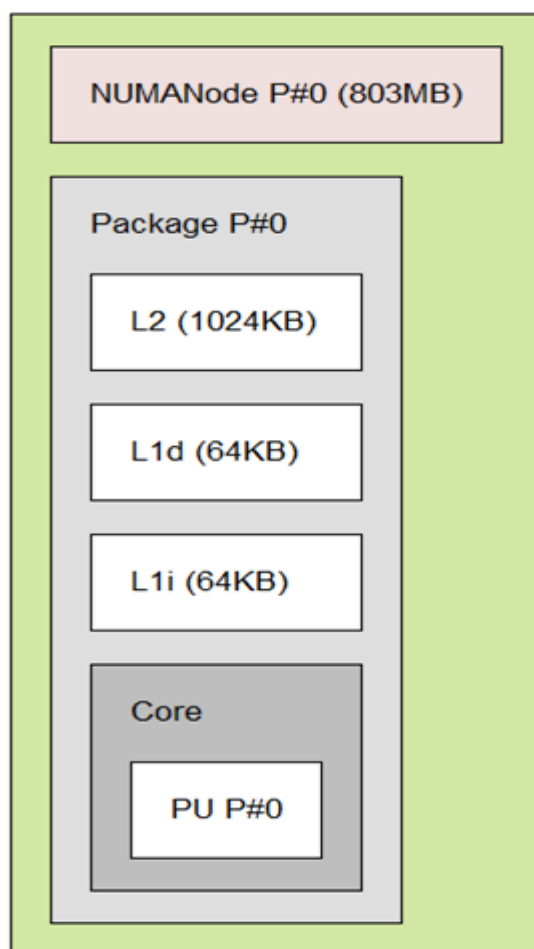 NUMANode P#0 (803MB)
Package P#0
L2 (1024KB)
L1d (64KB)
L1i (64KB)
Core
PU P#0